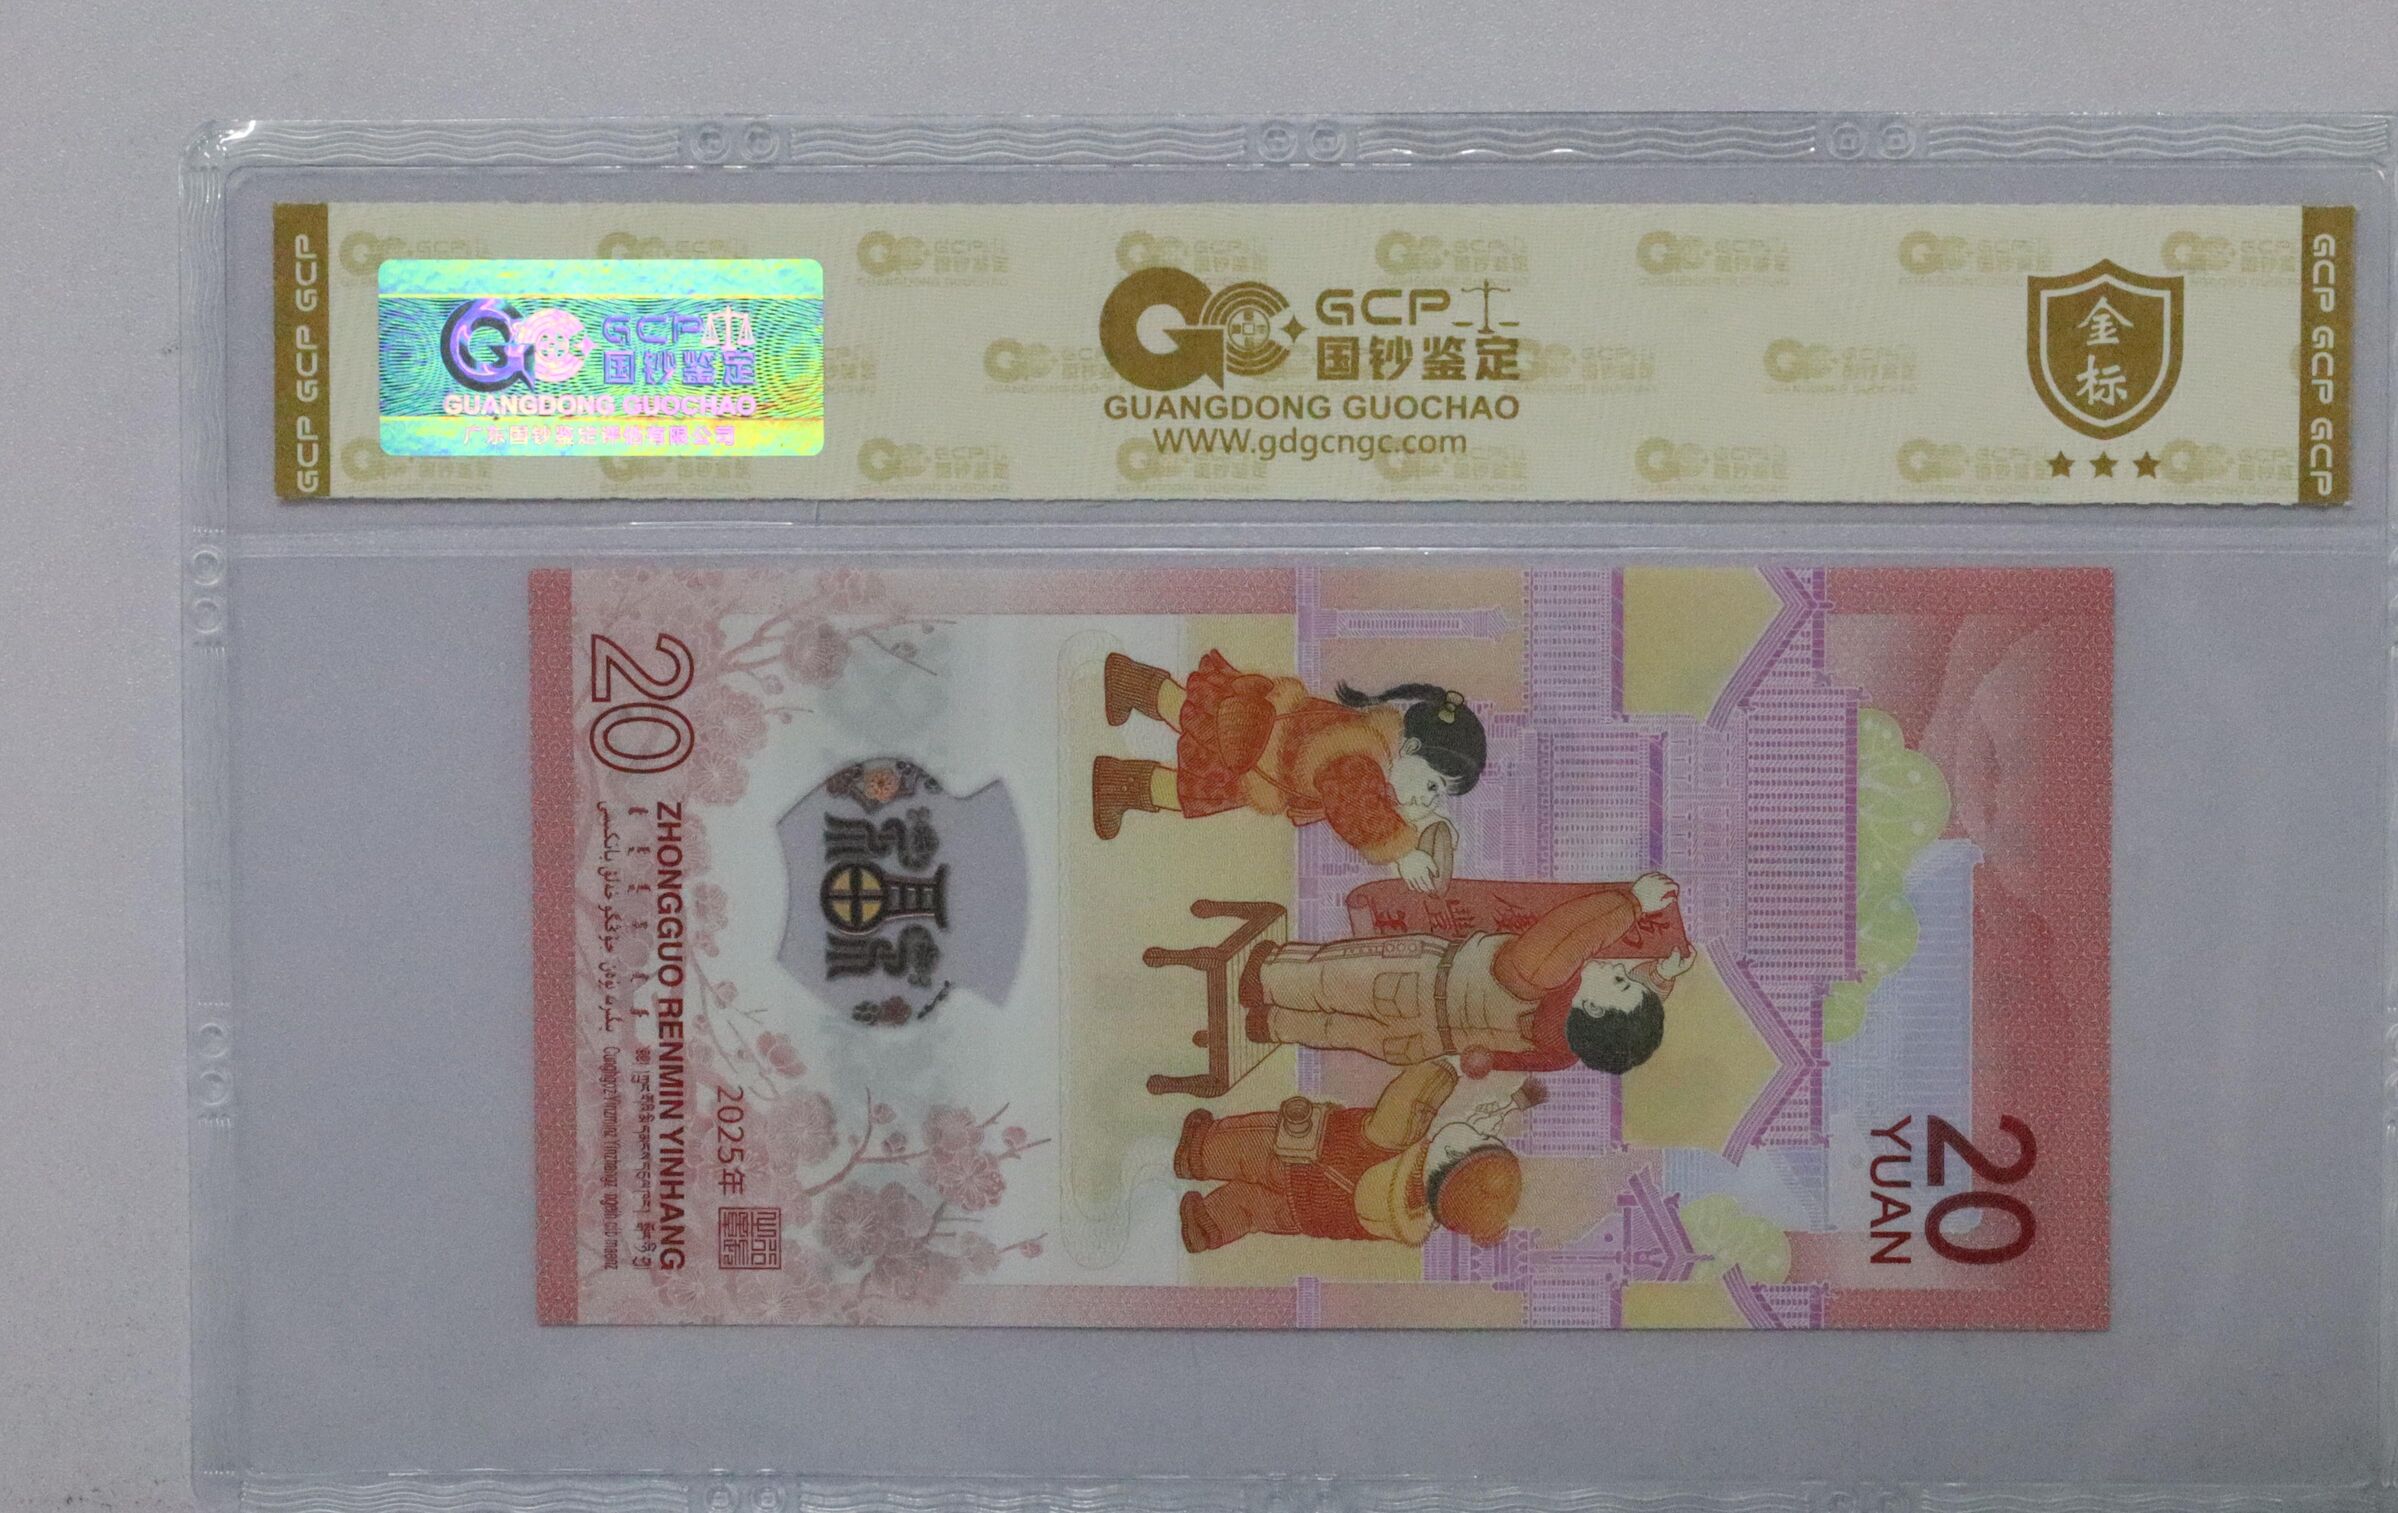 GCP GCP GCP
GCP
国钞鉴定
GUANGDONG GUOCHAO
广东国钞鉴定评估有限公司
GCP
国钞鉴定
GUANGDONG GUOCHAO
WWW.gdgcngc.com
金标
GCP GCP GCP
20
YUAN
20
ZHONGGUO RENMIN YINHANG
2025年